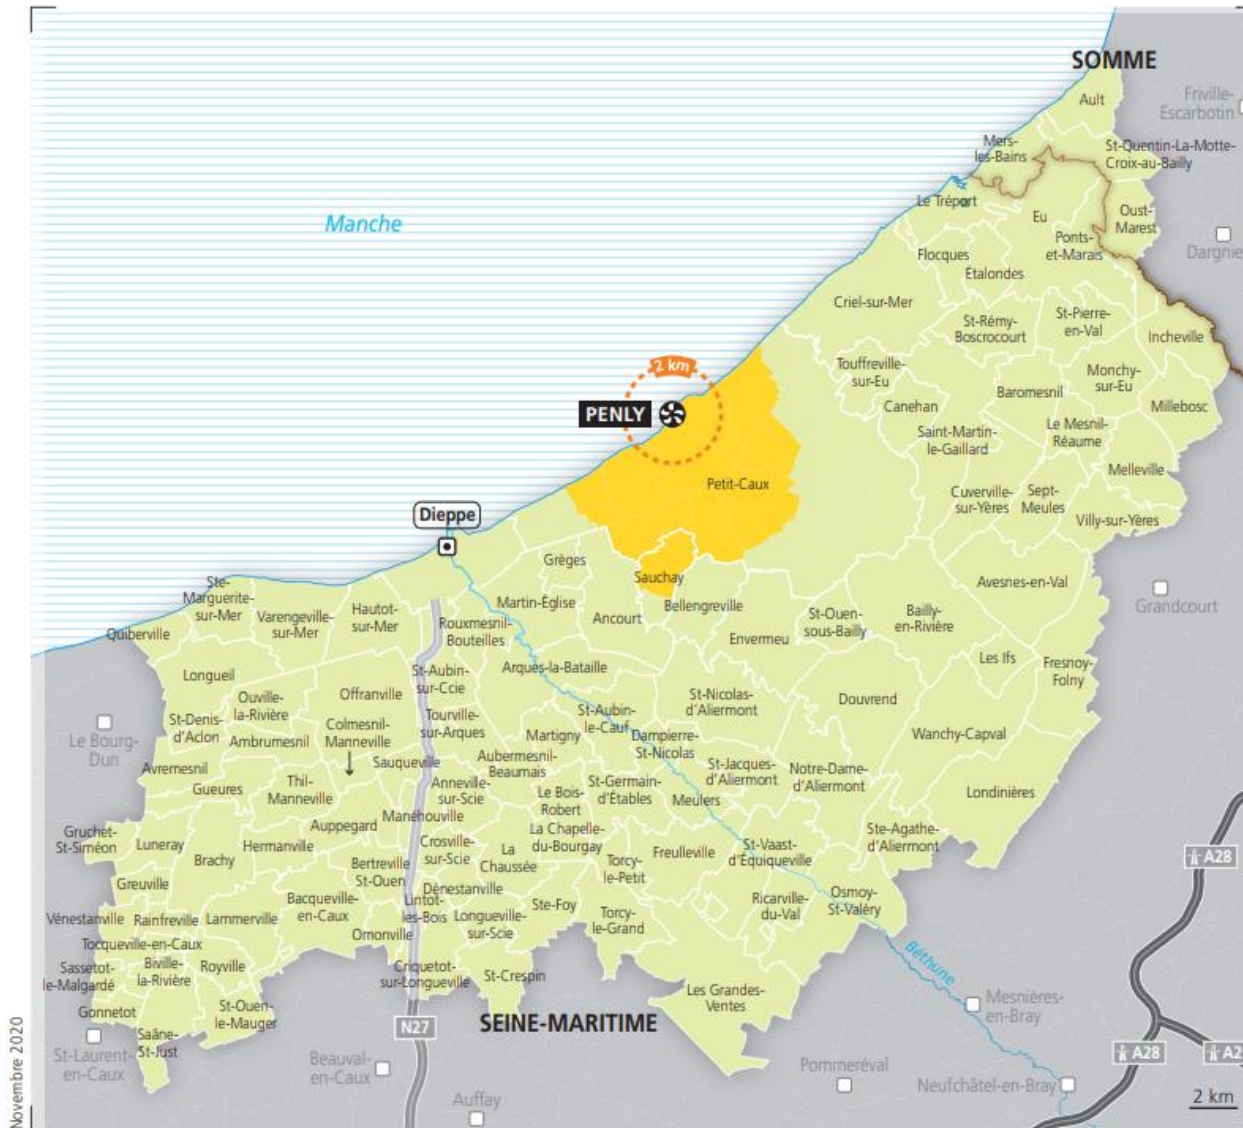 SOMME
Ault
Friville-
Escarbotin
Mers-
les-Bains
St-Quentin-La-Motte-
Croix-au-Bailly
Le Tréport
Eu
Oust-
Marest
Manche
Ponts-
et-Marais
Dargnie
Flocques
Étalondes
Criel-sur-Mer
St-Rémy-
Boscrocourt
St-Pierre-
en-Val
Incheville
2 km
Touffreville-
sur-Eu
Monchy-
sur-Eu
Baromesnil
Canehan
Millebosc
PENLY
Saint-Martin-
le-Gaillard
Le Mesnil-
Réaume
Melleville
Petit-Caux
Cuverville-
sur-Yères
Sept-
Meules
Villy-sur-Yères
Dieppe
Grèges
Sauchay
Avesnes-en-Val
Grandcourt
Ste-
Marguerite-
sur-Mer
Varengeville-
sur-Mer
Hautot-
sur-Mer
Martin-Église
Ancourt
Bellengreville
St-Ouen-
sous-Bailly
Bailly-
en-Rivière
Quiberville
Rouxmesnil-
Bouteilles
Envermeu
Les Ifs
Fresnoy-
Folny
Longueil
St-Aubin-
sur-Ccie
Arques-la-Bataille
Ouville-
la-Rivière
Offranville
St-Nicolas-
d'Aliermont
Douvrend
St-Denis-
d'Aclon
Colmesnil-
Manneville
Tourville-
sur-Arques
St-Aubin-
le-Cauf
Le Bourg-
Dun
Ambrumesnil
Martigny
Dampierre-
St-Nicolas
Wanchy-Capval
Avremesnil
Sauqueville
Aubermesnil-
Beaumais
St-Jacques-
d'Aliermont
Notre-Dame-
d'Aliermont
Gueures
Thil-
Manneville
Anneville-
sur-Scie
Le Bois-
Robert
St-Germain-
d'Étables
Meulers
Londinières
Gruchet-
St-Siméon
Luneray
Auppegard
Manéhouville
La Chapelle-
du-Bourgay
Ste-Agathe-
d'Aliermont
Hermanville
Crosville-
sur-Scie
La
Chaussée
Freulleville
St-Vaast-
d'Équiqueville
A28
Brachy
Bertreville
St-Ouen
Torcy-
le-Petit
Greuville
Dènestanville
Bacqueville-
en-Caux
Lintot-
les-Bois
Ste-Foy
Ricarville-
du-Val
Osmoy-
St-Valéry
Vénestanville
Rainfreville
Lammerville
Longueville-
sur-Scie
Torcy-
le-Grand
Omonville
Tocqueville-en-Caux
Béthune
Sassetot-
le-Malgardé
Biville-
la-Rivière
Royville
Criquetot-
sur-Longueville
St-Crespin
Les Grandes-
Ventes
Mesnières-
en-Bray
Gonnetot
St-Ouen-
le-Mauger
SEINE-MARITIME
N27
Saâne-
St-Just
St-Laurent-
en-Caux
Beauval-
en-Caux
Pommeréval
A28
A2
Neufchâtel-en-Bray
Auffay
2 km
Novembre 2020